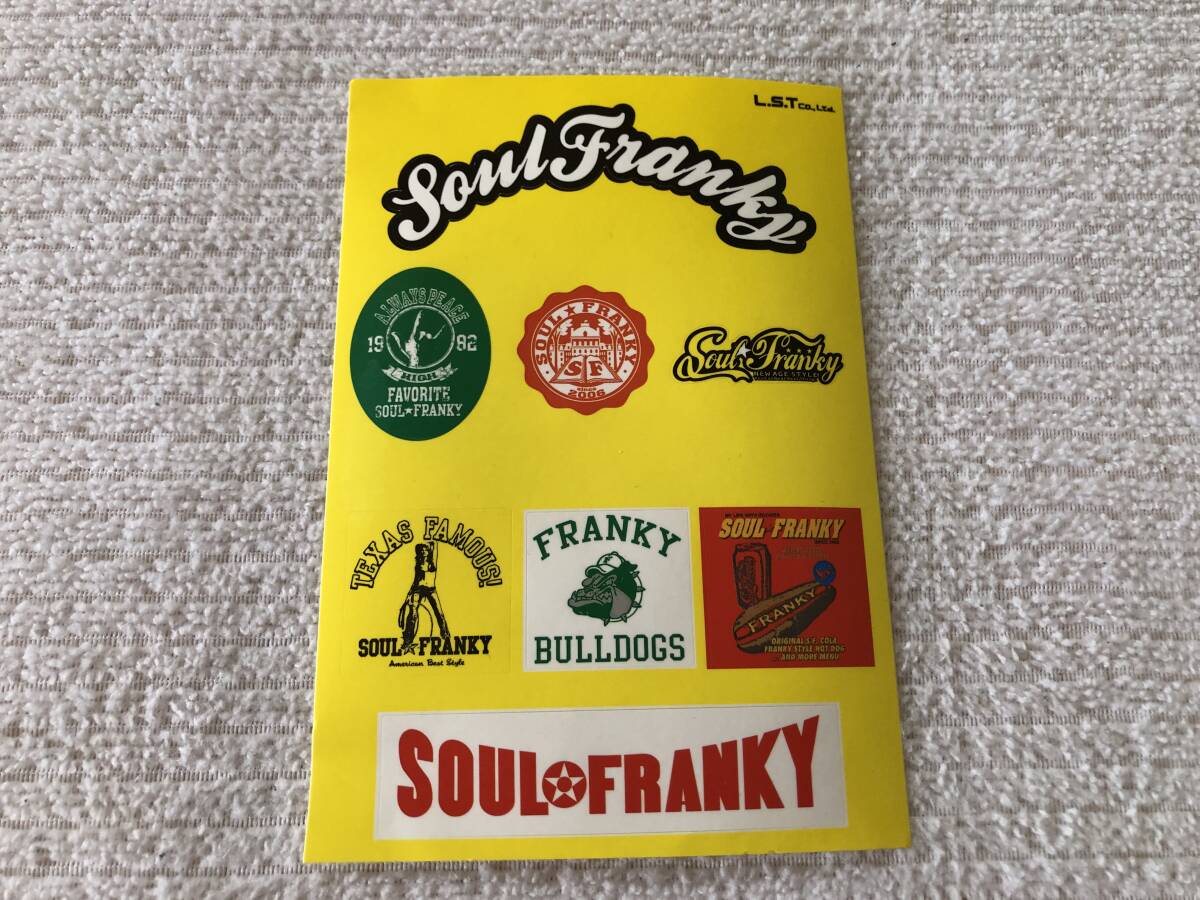 L.S.T Co., Ltd.
Soul Franky
ALWAYS PEACE
19 82
HIGH
FAVORITE
SOUL★FRANKY
SOUL★FRANKY
S F
since
2006
Soul Franky
NEW AGE STYLE
TEXAS FAMOUS!
SOUL★FRANKY
American Best Style
FRANKY
BULLDOGS
SOUL FRANKY
FRANKY
ORIGINAL S.F. COLA
FRANKY STYLE HOT DOG
...AND MORE MENU
SOUL★FRANKY